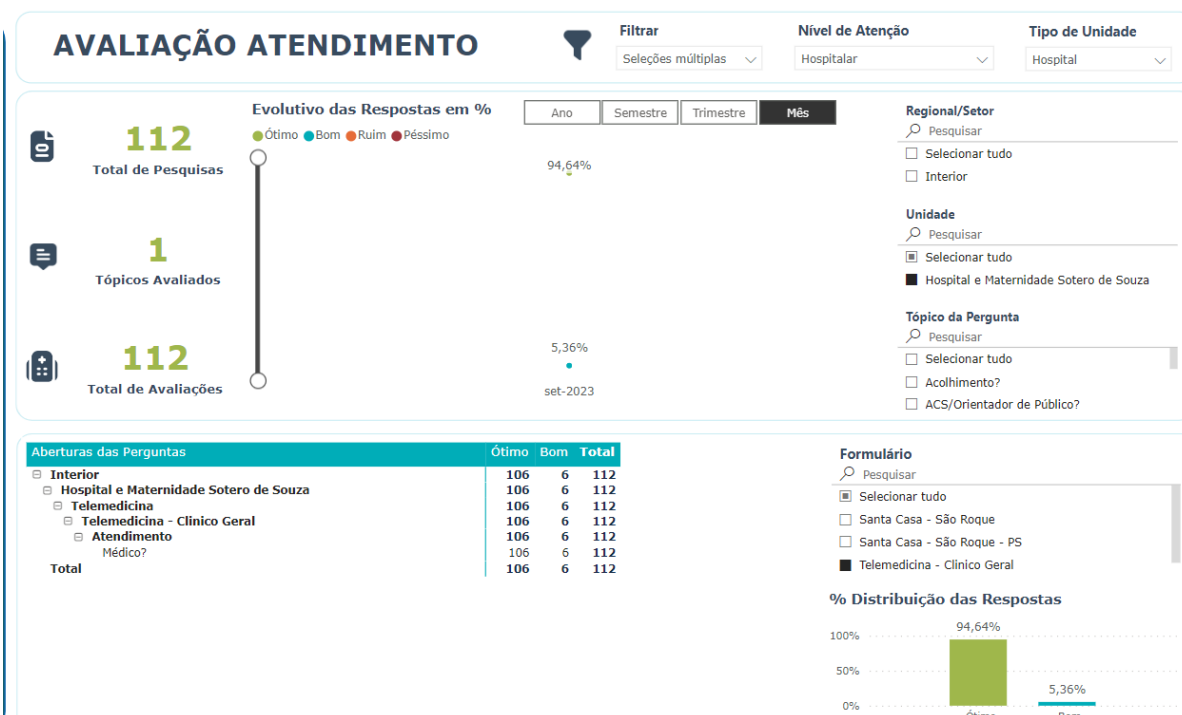 AVALIAÇÃO ATENDIMENTO
Filtrar
Seleções múltiplas
Nível de Atenção
Hospitalar
Tipo de Unidade
Hospital
112
Total de Pesquisas
1
Tópicos Avaliados
112
Total de Avaliações
Evolutivo das Respostas em %
Ótimo Bom Ruim Péssimo
Ano Semestre Trimestre Mês
94,64%
5,36%
set-2023
Regional/Setor
Pesquisar
Selecionar tudo
Interior
Unidade
Pesquisar
Selecionar tudo
Hospital e Maternidade Sotero de Souza
Tópico da Pergunta
Pesquisar
Selecionar tudo
Acolhimento?
ACS/Orientador de Público?
Aberturas das Perguntas Ótimo Bom Total
Interior 106 6 112
Hospital e Maternidade Sotero de Souza 106 6 112
Telemedicina 106 6 112
Telemedicina - Clinico Geral 106 6 112
Atendimento 106 6 112
Médico? 106 6 112
Total 106 6 112
Formulário
Pesquisar
Selecionar tudo
Santa Casa - São Roque
Santa Casa - São Roque - PS
Telemedicina - Clinico Geral
% Distribuição das Respostas
100%
50%
0%
94,64%
5,36%
Ótimo Bom